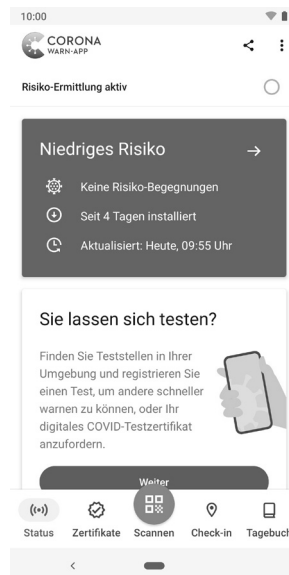 10:00
CORONA
WARN-APP
Risiko-Ermittlung aktiv
Niedriges Risiko
Keine Risiko-Begegnungen
Seit 4 Tagen installiert
Aktualisiert: Heute, 09:55 Uhr
Sie lassen sich testen?
Finden Sie Teststellen in Ihrer
Umgebung und registrieren Sie
einen Test, um andere schneller
warnen zu können, oder Ihr
digitales COVID-Testzertifikat
anzufordern.
Weiter
Status Zertifikate Scannen Check-in Tagebuch